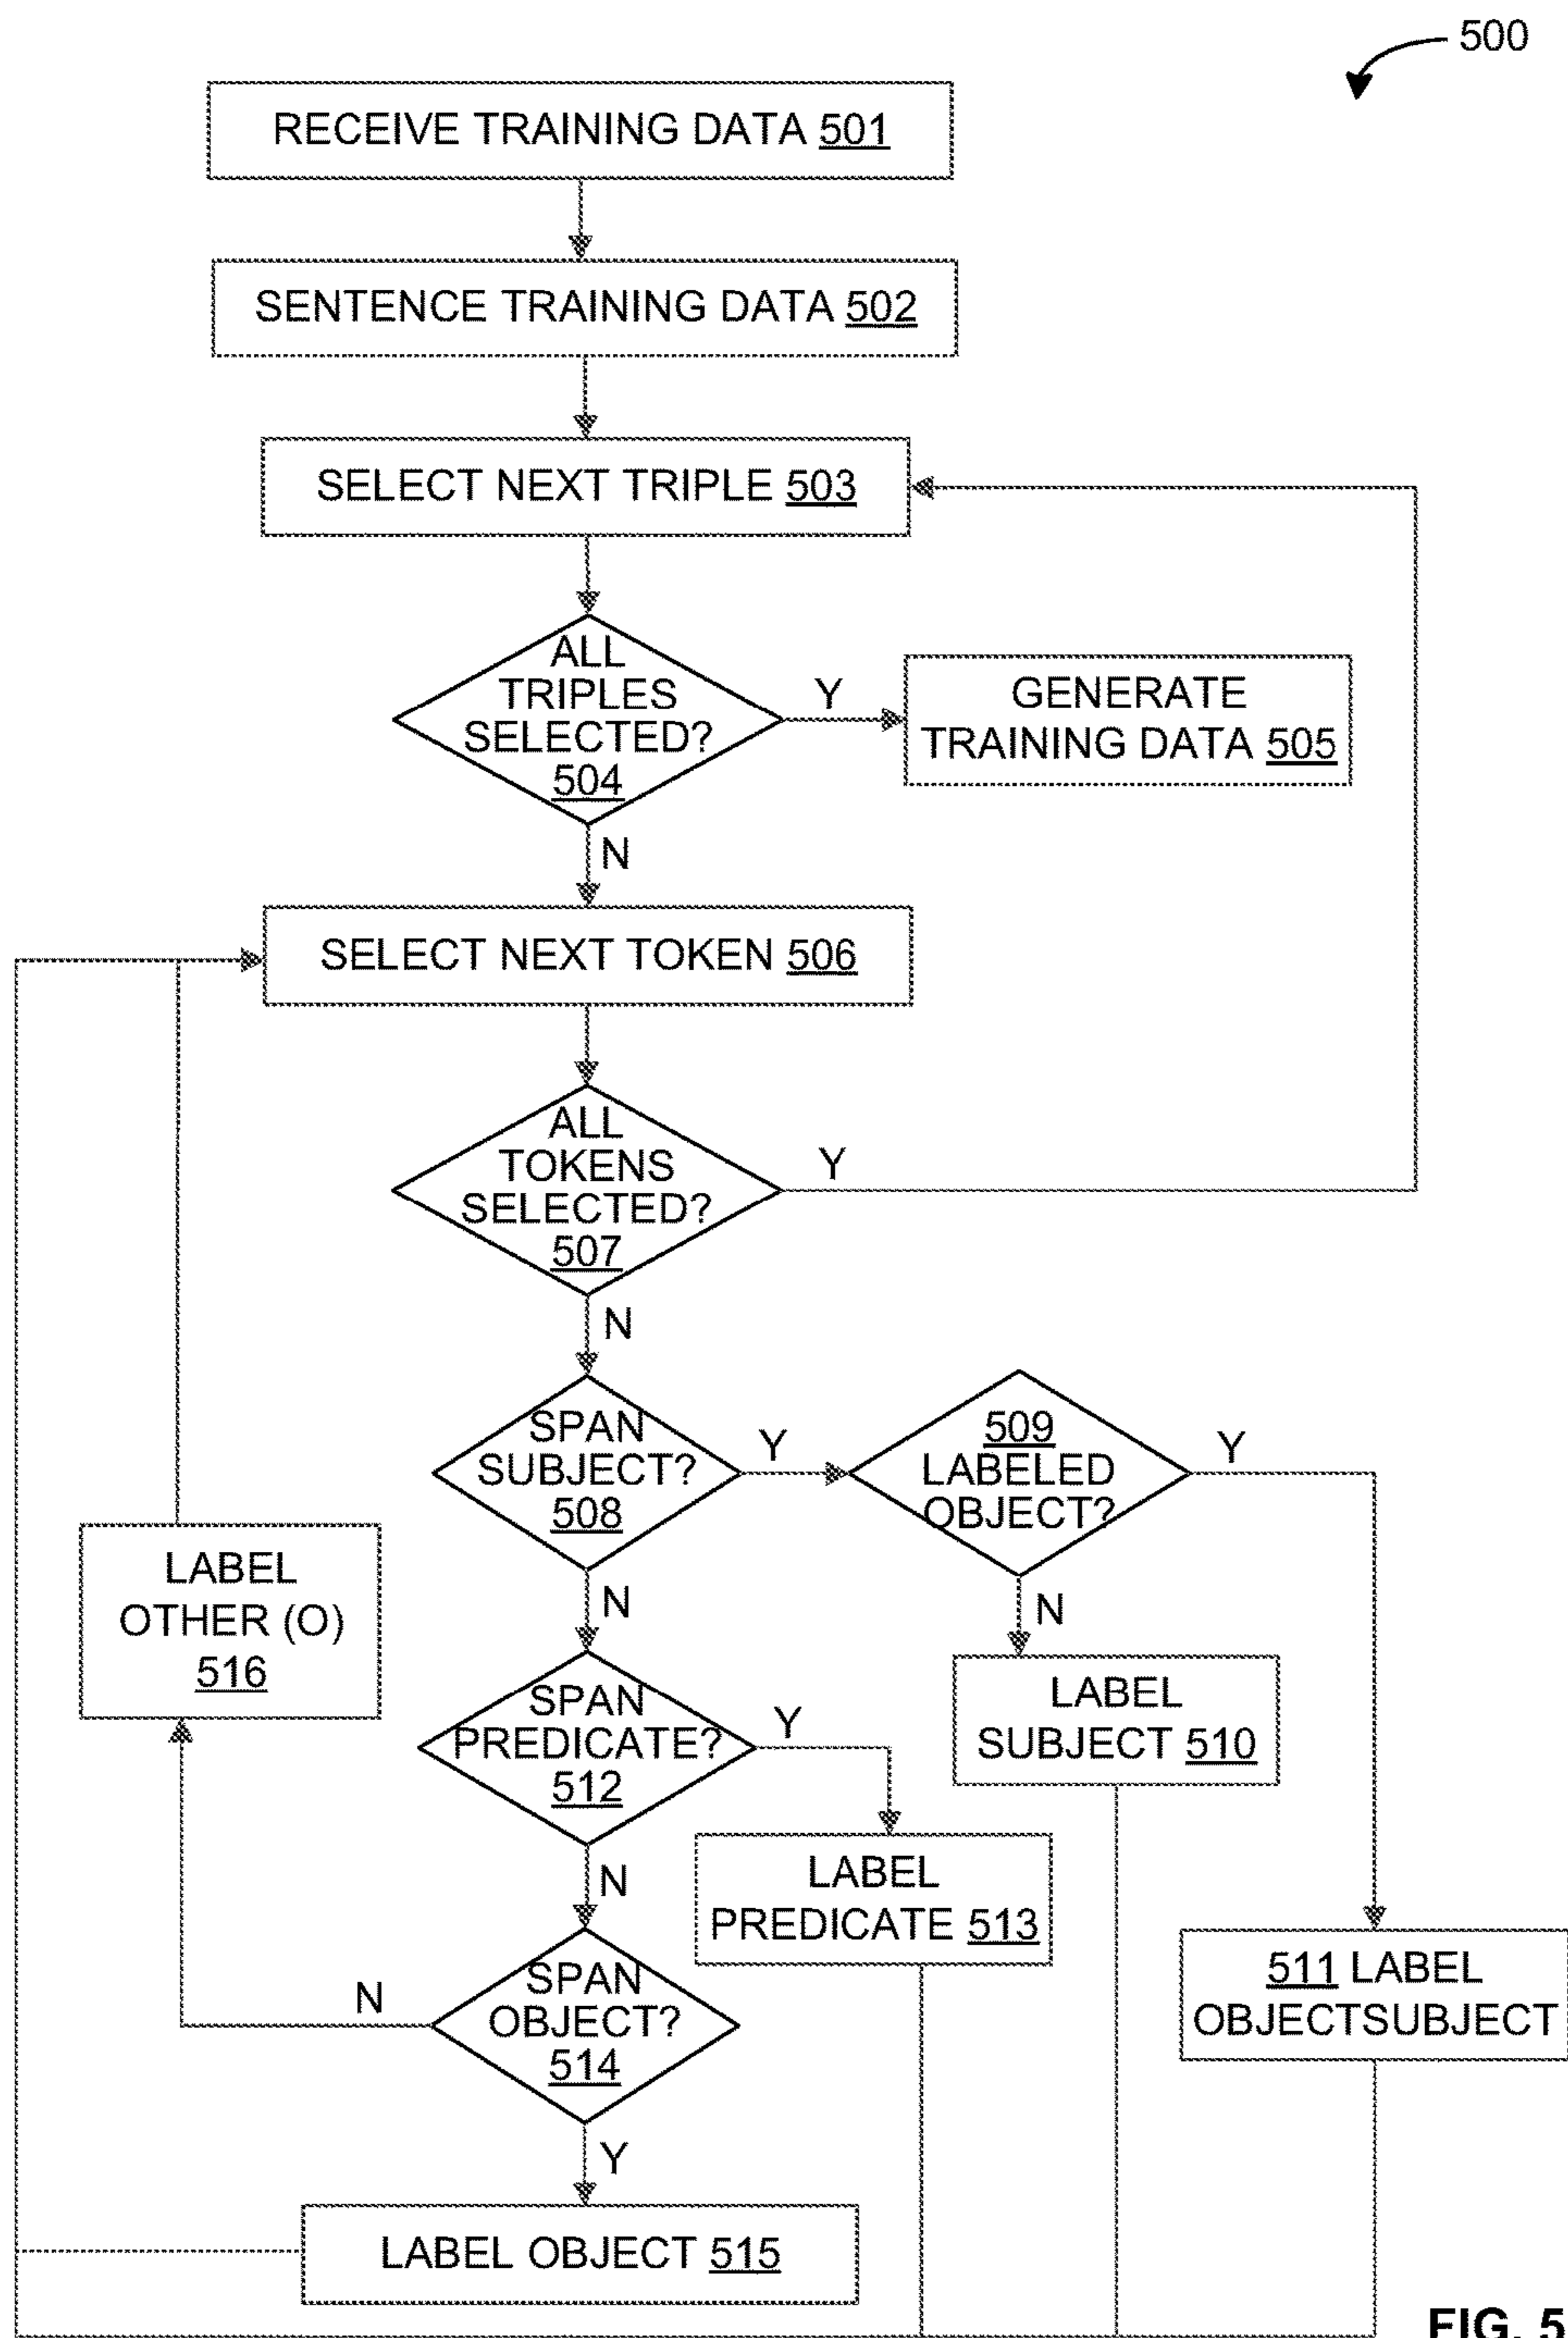 500
RECEIVE TRAINING DATA 501
SENTENCE TRAINING DATA 502
SELECT NEXT TRIPLE 503
ALL
TRIPLES
SELECTED?
504
Y
GENERATE
TRAINING DATA 505
N
SELECT NEXT TOKEN 506
ALL
TOKENS
SELECTED?
507
Y
N
SPAN
SUBJECT?
508
Y
509
LABELED
OBJECT?
Y
N
N
LABEL
OTHER (O)
516
LABEL
SUBJECT 510
SPAN
PREDICATE?
512
Y
N
LABEL
PREDICATE 513
511 LABEL
OBJECTSUBJECT
SPAN
OBJECT?
514
N
Y
LABEL OBJECT 515
FIG. 5